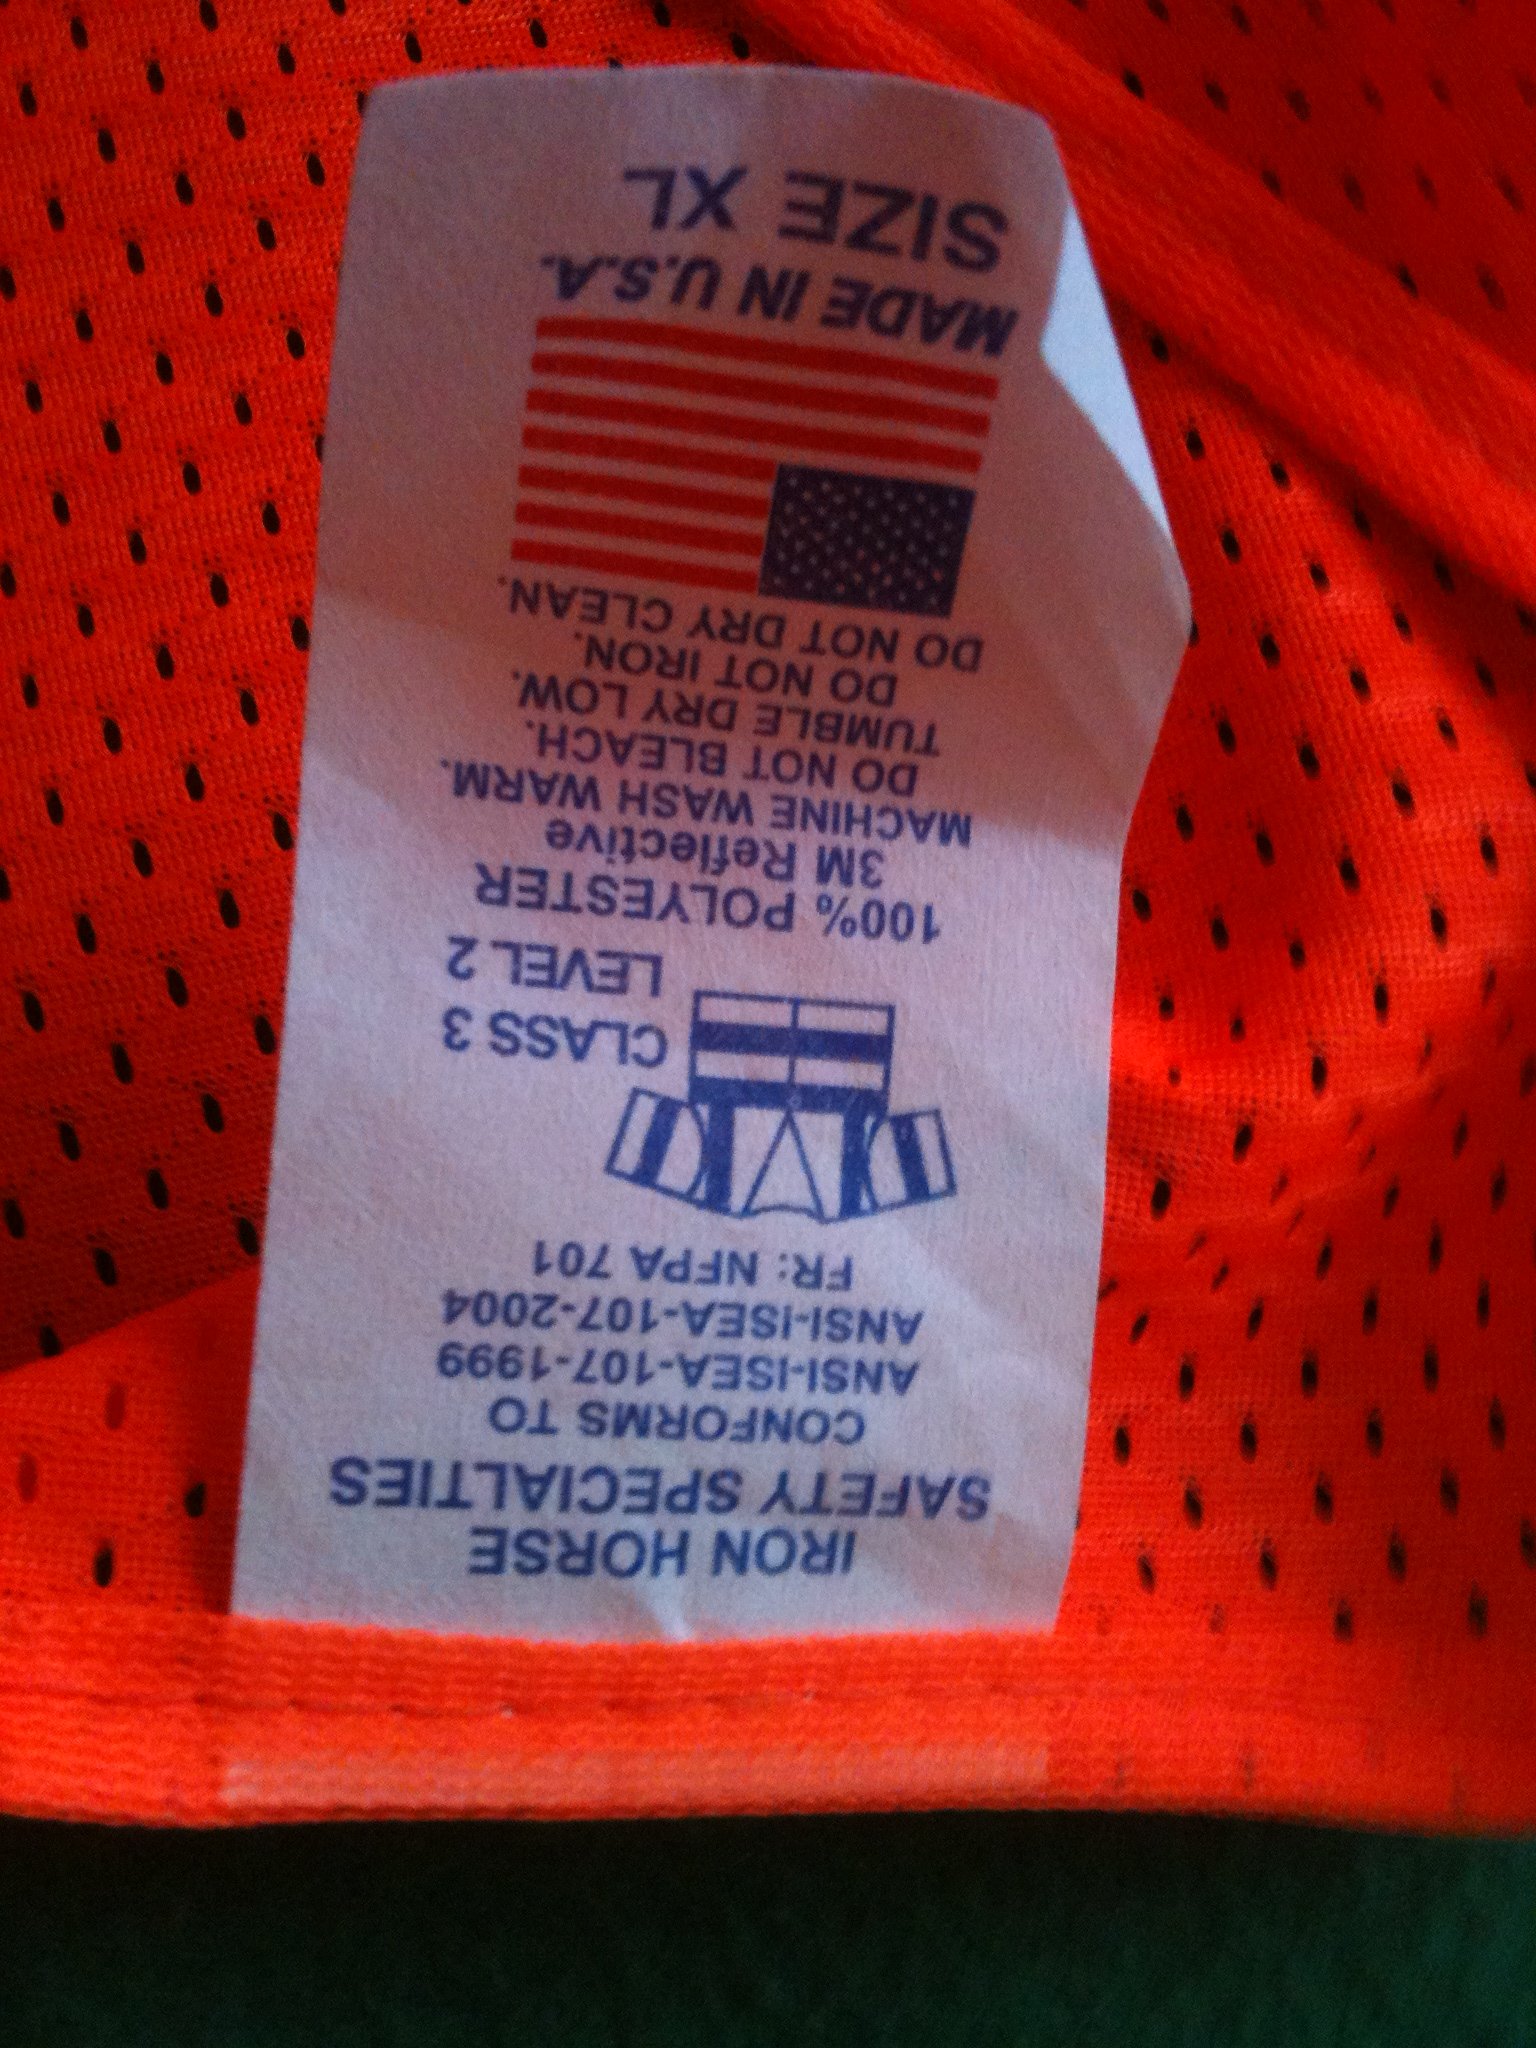 IRON HORSE
SAFETY SPECIALTIES
CONFORMS TO
ANSI-ISEA-107-1999
ANSI-ISEA-107-2004
FR: NFPA 701
CLASS 3
LEVEL 2
100% POLYESTER
3M Reflective
MACHINE WASH WARM.
DO NOT BLEACH.
TUMBLE DRY LOW.
DO NOT IRON.
DO NOT DRY CLEAN.
MADE IN U.S.A.
SIZE XL